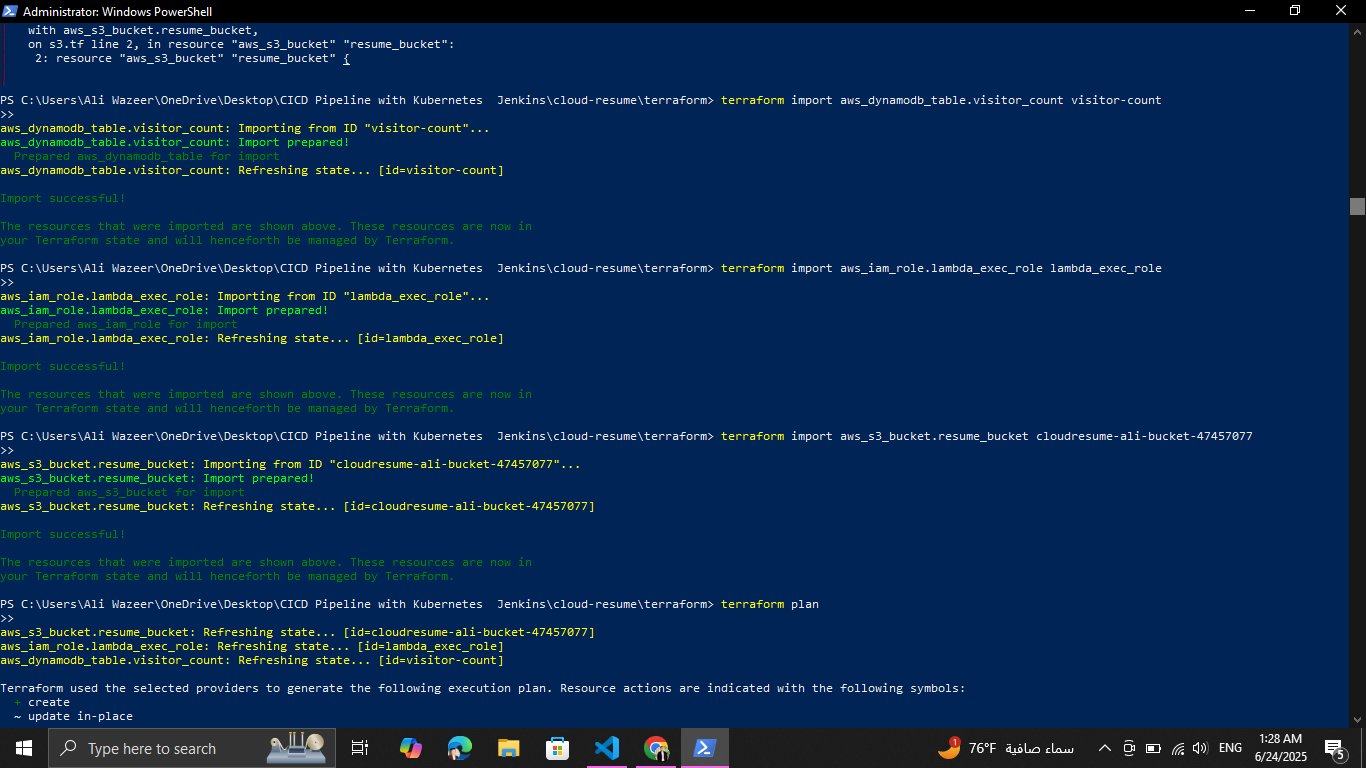 Administrator: Windows PowerShell
with aws_s3_bucket.resume_bucket,
on s3.tf line 2, in resource "aws_s3_bucket" "resume_bucket":
2: resource "aws_s3_bucket" "resume_bucket" {
PS C:\Users\Ali Wazeer\OneDrive\Desktop\CICD Pipeline with Kubernetes  Jenkins\cloud-resume\terraform> terraform import aws_dynamodb_table.visitor_count visitor-count
>>
aws_dynamodb_table.visitor_count: Importing from ID "visitor-count"...
aws_dynamodb_table.visitor_count: Import prepared!
Prepared aws_dynamodb_table for import
aws_dynamodb_table.visitor_count: Refreshing state... [id=visitor-count]
Import successful!
The resources that were imported are shown above. These resources are now in
your Terraform state and will henceforth be managed by Terraform.
PS C:\Users\Ali Wazeer\OneDrive\Desktop\CICD Pipeline with Kubernetes  Jenkins\cloud-resume\terraform> terraform import aws_iam_role.lambda_exec_role lambda_exec_role
>>
aws_iam_role.lambda_exec_role: Importing from ID "lambda_exec_role"...
aws_iam_role.lambda_exec_role: Import prepared!
Prepared aws_iam_role for import
aws_iam_role.lambda_exec_role: Refreshing state... [id=lambda_exec_role]
Import successful!
The resources that were imported are shown above. These resources are now in
your Terraform state and will henceforth be managed by Terraform.
PS C:\Users\Ali Wazeer\OneDrive\Desktop\CICD Pipeline with Kubernetes  Jenkins\cloud-resume\terraform> terraform import aws_s3_bucket.resume_bucket cloudresume-ali-bucket-47457077
>>
aws_s3_bucket.resume_bucket: Importing from ID "cloudresume-ali-bucket-47457077"...
aws_s3_bucket.resume_bucket: Import prepared!
Prepared aws_s3_bucket for import
aws_s3_bucket.resume_bucket: Refreshing state... [id=cloudresume-ali-bucket-47457077]
Import successful!
The resources that were imported are shown above. These resources are now in
your Terraform state and will henceforth be managed by Terraform.
PS C:\Users\Ali Wazeer\OneDrive\Desktop\CICD Pipeline with Kubernetes  Jenkins\cloud-resume\terraform> terraform plan
>>
aws_s3_bucket.resume_bucket: Refreshing state... [id=cloudresume-ali-bucket-47457077]
aws_iam_role.lambda_exec_role: Refreshing state... [id=lambda_exec_role]
aws_dynamodb_table.visitor_count: Refreshing state... [id=visitor-count]
Terraform used the selected providers to generate the following execution plan. Resource actions are indicated with the following symbols:
+ create
~ update in-place
Type here to search
1
76°F سماء صافية
ENG
1:28 AM
6/24/2025
5